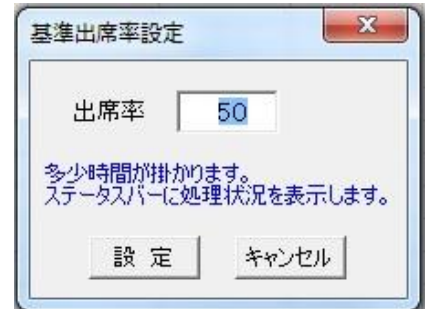 基準出席率設定
出席率 50
多少時間が掛かります。
ステータスバーに処理状況を表示します。
設 定 キャンセル